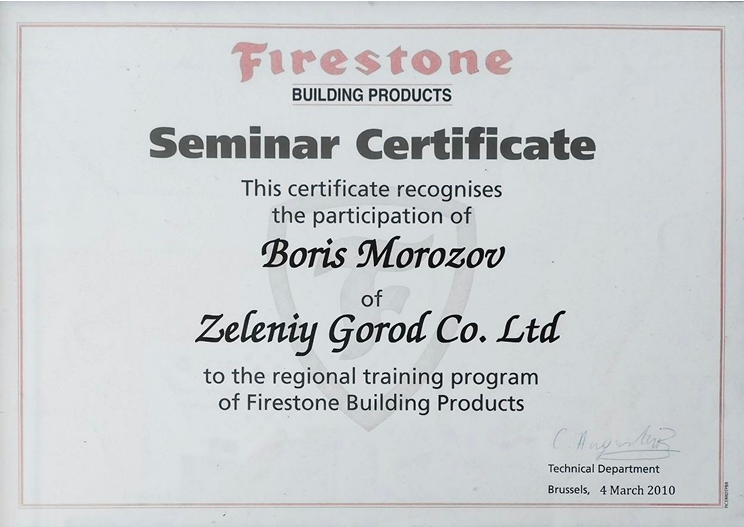 Firestone
BUILDING PRODUCTS
Seminar Certificate
This certificate recognises
the participation of
Boris Morozov
of
Zeleniy Gorod Co. Ltd
to the regional training program
of Firestone Building Products
Technical Department
Brussels, 4 March 2010